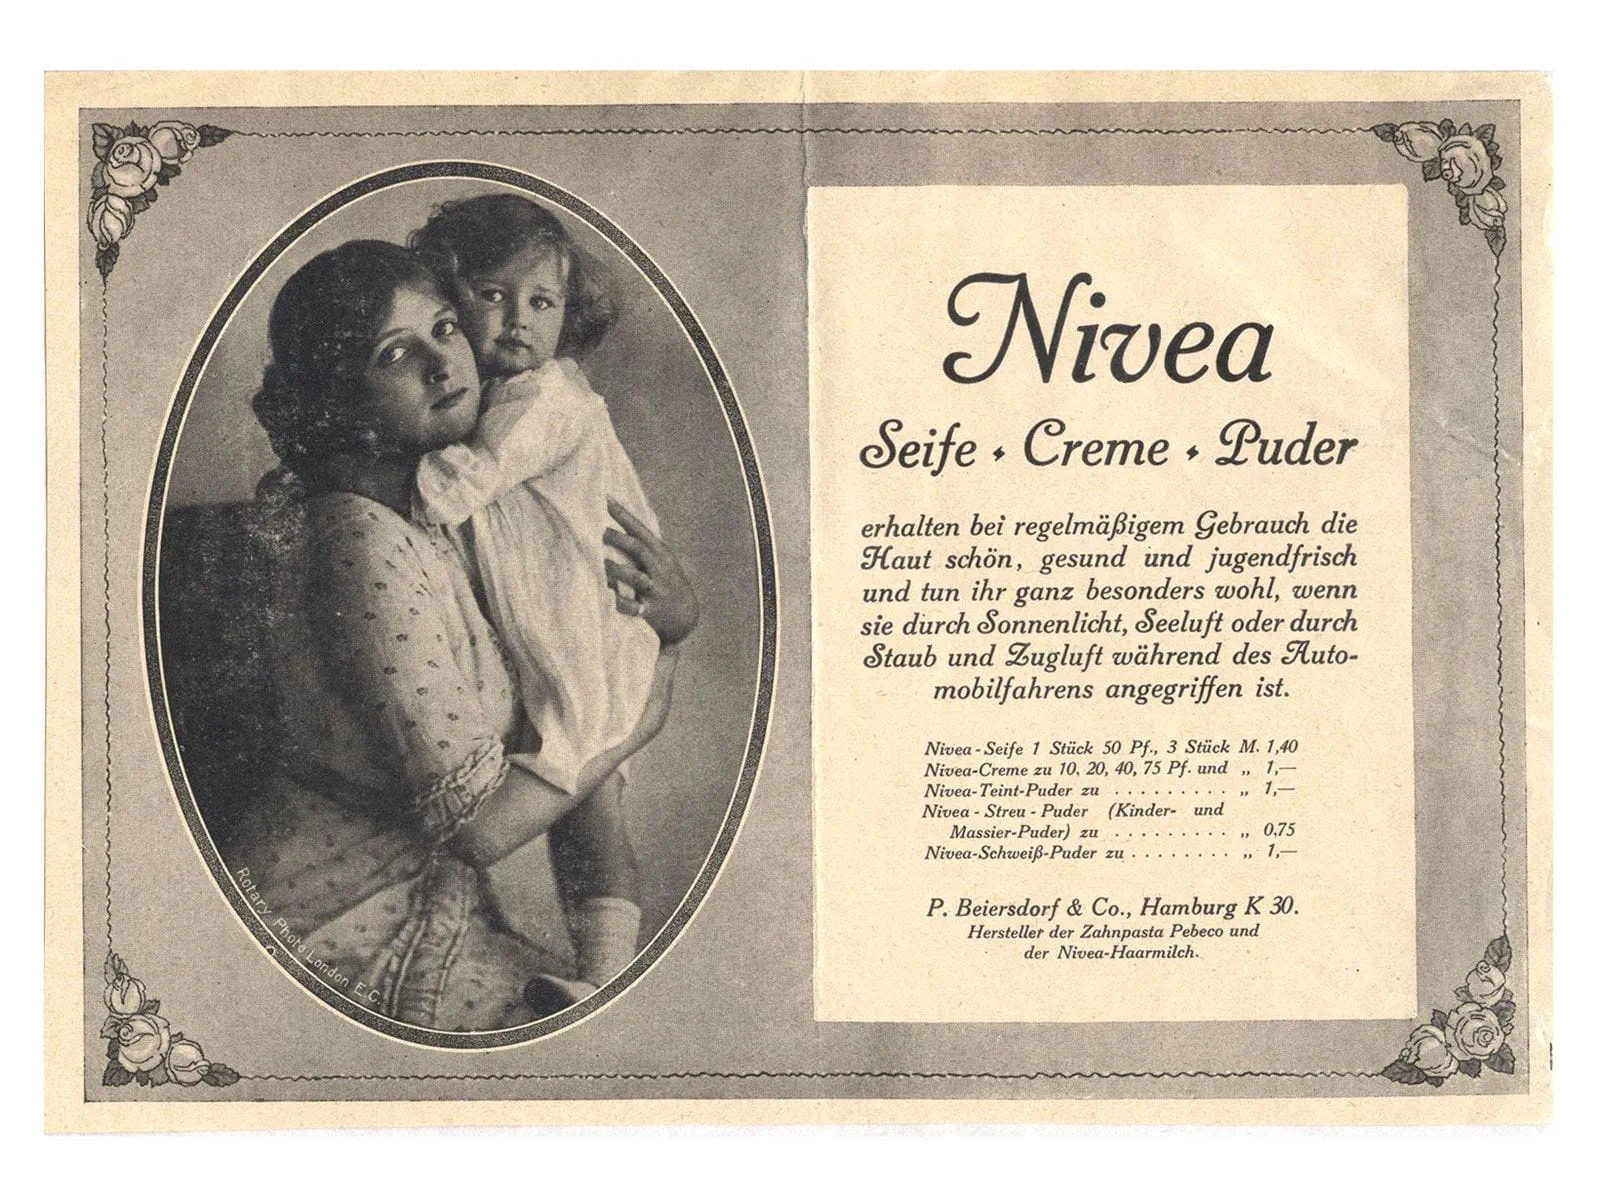 Nivea
Seife • Creme • Puder
erhalten bei regelmäßigem Gebrauch die
Haut schön, gesund und jugendfrisch
und tun ihr ganz besonders wohl, wenn
sie durch Sonnenlicht, Seeluft oder durch
Staub und Zugluft während des Auto-
mobilfahrens angegriffen ist.
Nivea-Seife 1 Stück 50 Pf., 3 Stück M. 1,40
Nivea-Creme zu 10, 20, 40, 75 Pf. und „ 1,—
Nivea-Teint-Puder zu . . . . . . . . . „ 1,—
Nivea-Streu-Puder (Kinder- und
Massier-Puder) zu . . . . . . . . . „ 0,75
Nivea-Schweiß-Puder zu . . . . . . . . „ 1,—
P. Beiersdorf & Co., Hamburg K 30.
Hersteller der Zahnpasta Pebeco und
der Nivea-Haarmilch.
Rotary Photo London E.C.